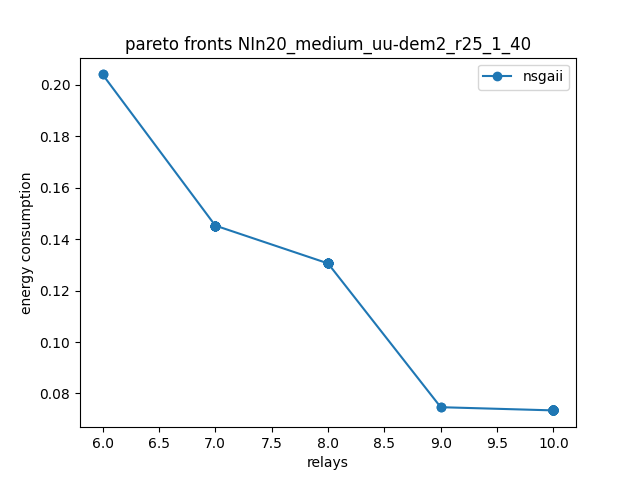 pareto fronts NIn20_medium_uu-dem2_r25_1_40
nsgaii
0.20
0.18
0.16
0.14
0.12
0.10
0.08
energy consumption
6.0 6.5 7.0 7.5 8.0 8.5 9.0 9.5 10.0
relays